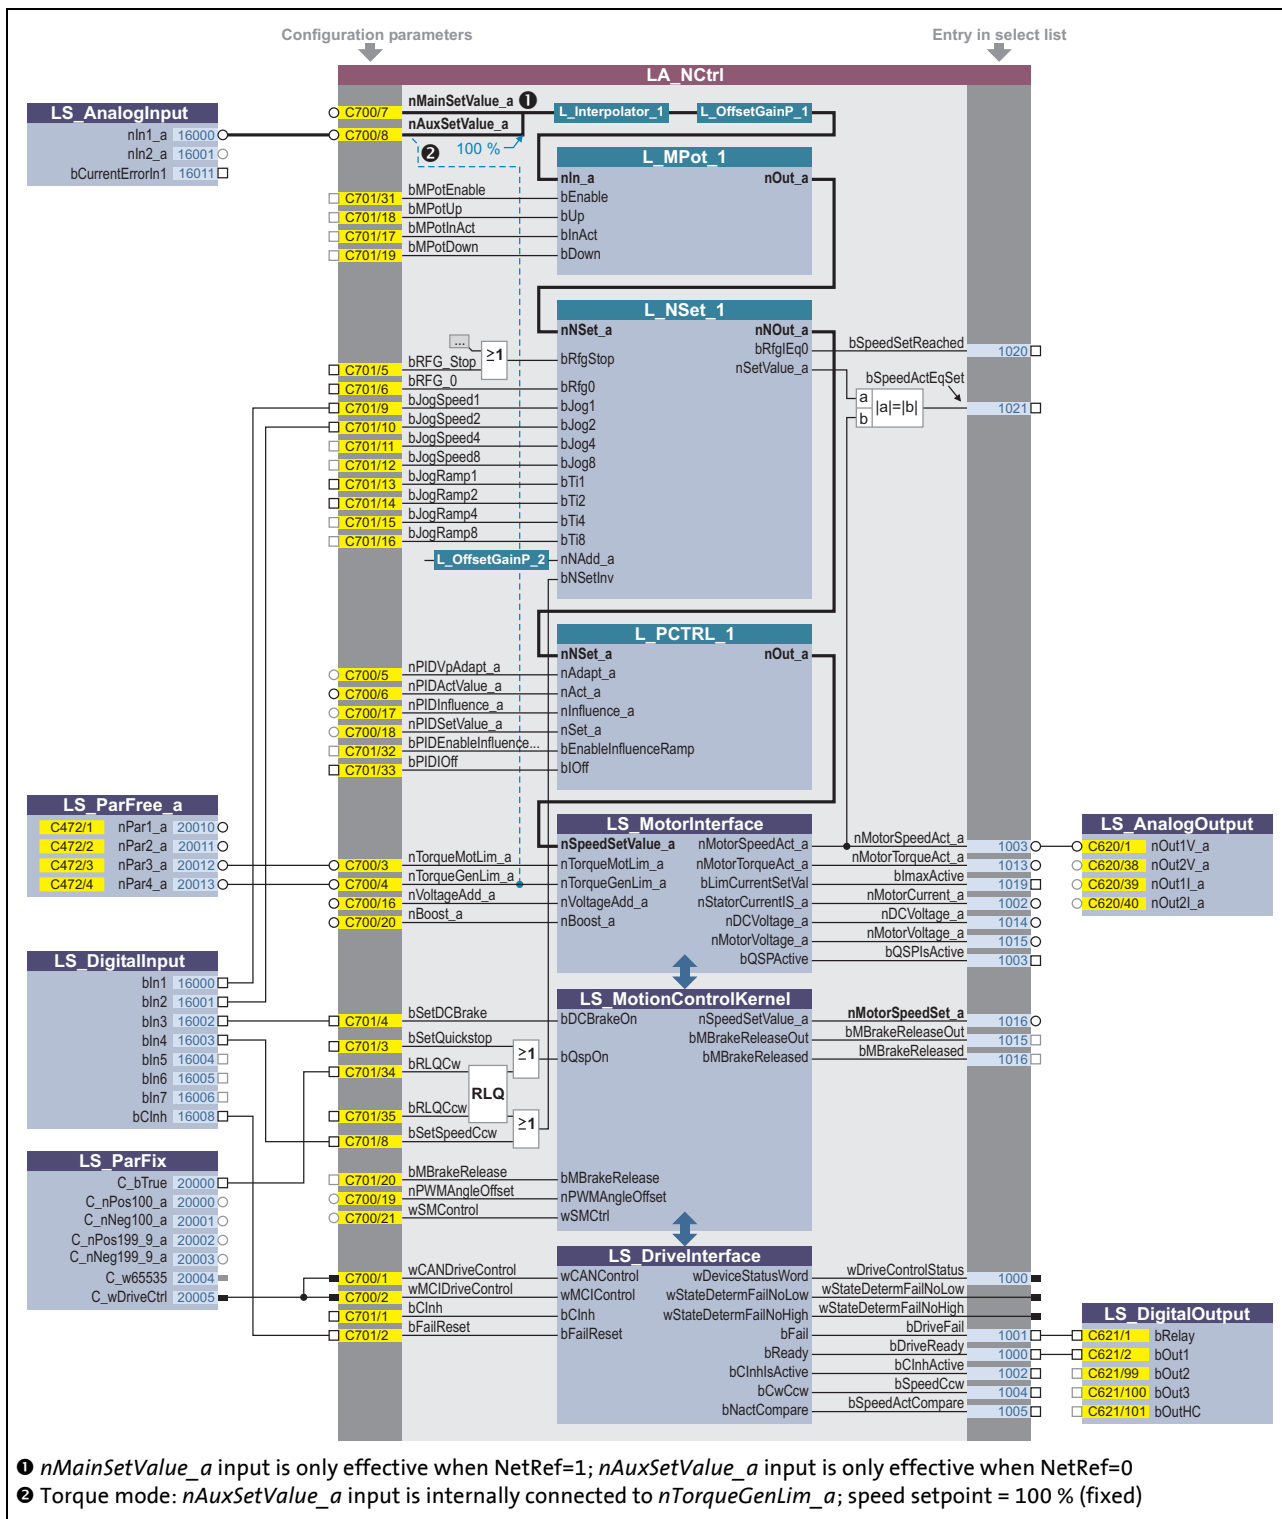 Configuration parameters
Entry in select list
LA_NCtrl
LS_AnalogInput
nIn1_a 16000
nIn2_a 16001
bCurrentErrorIn1 16011
C700/7 nMainSetValue_a ❶
C700/8 nAuxSetValue_a
❷ 100 %
L_Interpolator_1
L_OffsetGainP_1
L_MPot_1
nIn_a nOut_a
C701/31 bMPotEnable bEnable
C701/18 bMPotUp bUp
C701/17 bMPotInAct bInAct
C701/19 bMPotDown bDown
L_NSet_1
nNSet_a nNOut_a
... ≥1
bRfgIEq0 bSpeedSetReached 1020
nSetValue_a
C701/5 bRFG_Stop bRfgStop
C701/6 bRFG_0 bRfg0
C701/9 bJogSpeed1 bJog1
C701/10 bJogSpeed2 bJog2
C701/11 bJogSpeed4 bJog4
C701/12 bJogSpeed8 bJog8
C701/13 bJogRamp1 bTi1
C701/14 bJogRamp2 bTi2
C701/15 bJogRamp4 bTi4
C701/16 bJogRamp8 bTi8
L_OffsetGainP_2 nNAdd_a
bNSetInv
bSpeedActEqSet
a
b
|a|=|b|
1021
L_PCTRL_1
nNSet_a nOut_a
C700/5 nPIDVpAdapt_a nAdapt_a
C700/6 nPIDActValue_a nAct_a
C700/17 nPIDInfluence_a nInfluence_a
C700/18 nPIDSetValue_a nSet_a
C701/32 bPIDEnableInfluence... bEnableInfluenceRamp
C701/33 bPIDIOff bIOff
LS_ParFree_a
C472/1 nPar1_a 20010
C472/2 nPar2_a 20011
C472/3 nPar3_a 20012
C472/4 nPar4_a 20013
LS_MotorInterface
nSpeedSetValue_a
C700/3 nTorqueMotLim_a nTorqueMotLim_a
C700/4 nTorqueGenLim_a nTorqueGenLim_a
C700/16 nVoltageAdd_a nVoltageAdd_a
C700/20 nBoost_a nBoost_a
nMotorSpeedAct_a nMotorSpeedAct_a 1003
nMotorTorqueAct_a nMotorTorqueAct_a 1013
bLimCurrentSetVal bImaxActive 1019
nStatorCurrentIS_a nMotorCurrent_a 1002
nDCVoltage_a nDCVoltage_a 1014
nMotorVoltage_a nMotorVoltage_a 1015
bQSPActive bQSPIsActive 1003
LS_AnalogOutput
C620/1 nOut1V_a
C620/38 nOut2V_a
C620/39 nOut1I_a
C620/40 nOut2I_a
LS_DigitalInput
bIn1 16000
bIn2 16001
bIn3 16002
bIn4 16003
bIn5 16004
bIn6 16005
bIn7 16006
bCInh 16008
LS_MotionControlKernel
C701/4 bSetDCBrake bDCBrakeOn
C701/3 bSetQuickstop
≥1 bQspOn
C701/34 bRLQCw
RLQ
C701/35 bRLQCcw
≥1
C701/8 bSetSpeedCcw
C701/20 bMBrakeRelease bMBrakeRelease
C700/19 nPWMAngleOffset nPWMAngleOffset
C700/21 wSMControl wSMCtrl
nSpeedSetValue_a nMotorSpeedSet_a 1016
bMBrakeReleaseOut bMBrakeReleaseOut 1015
bMBrakeReleased bMBrakeReleased 1016
LS_ParFix
C_bTrue 20000
C_nPos100_a 20000
C_nNeg100_a 20001
C_nPos199_9_a 20002
C_nNeg199_9_a 20003
C_w65535 20004
C_wDriveCtrl 20005
LS_DriveInterface
C700/1 wCANDriveControl wCANControl
C700/2 wMCIDriveControl wMCIControl
C701/1 bCInh bCInh
C701/2 bFailReset bFailReset
wDeviceStatusWord wDriveControlStatus 1000
wStateDetermFailNoLow wStateDetermFailNoLow
wStateDetermFailNoHigh wStateDetermFailNoHigh
bFail bDriveFail 1001
bReady bDriveReady 1000
bCInhIsActive bCInhActive 1002
bCwCcw bSpeedCcw 1004
bNactCompare bSpeedActCompare 1005
LS_DigitalOutput
C621/1 bRelay
C621/2 bOut1
C621/99 bOut2
C621/100 bOut3
C621/101 bOutHC
❶ nMainSetValue_a input is only effective when NetRef=1; nAuxSetValue_a input is only effective when NetRef=0
❷ Torque mode: nAuxSetValue_a input is internally connected to nTorqueGenLim_a; speed setpoint = 100 % (fixed)